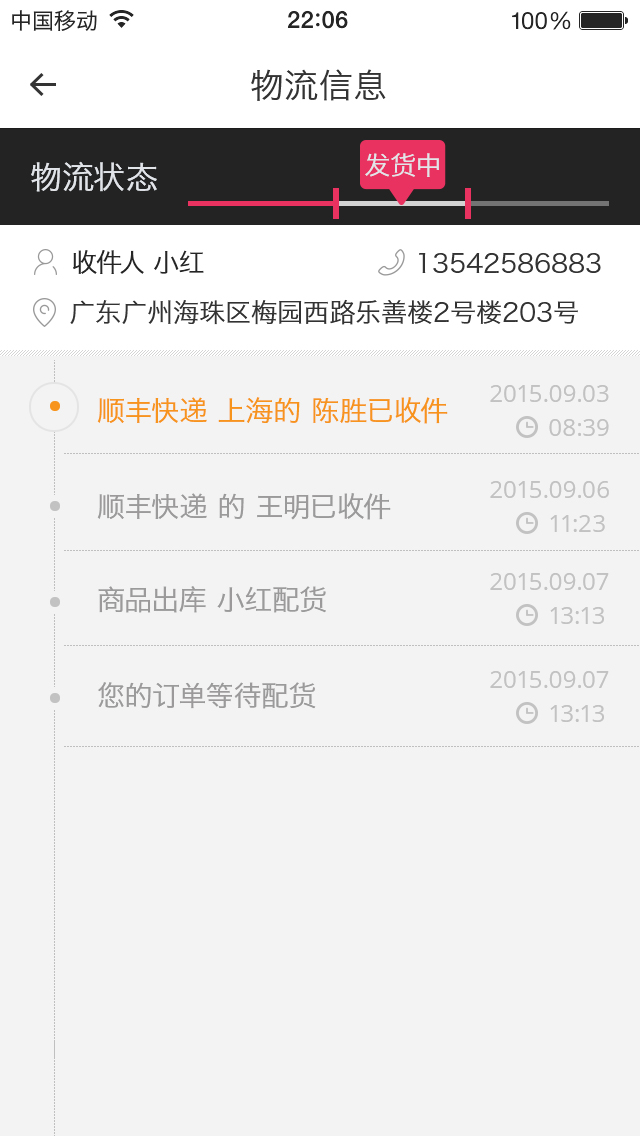 中国移动 22:06 100%
物流信息
物流状态 发货中
收件人 小红 13542586883
广东广州海珠区梅园西路乐善楼2号楼203号
顺丰快递 上海的 陈胜已收件 2015.09.03
08:39
顺丰快递 的 王明已收件 2015.09.06
11:23
商品出库 小红配货 2015.09.07
13:13
您的订单等待配货 2015.09.07
13:13